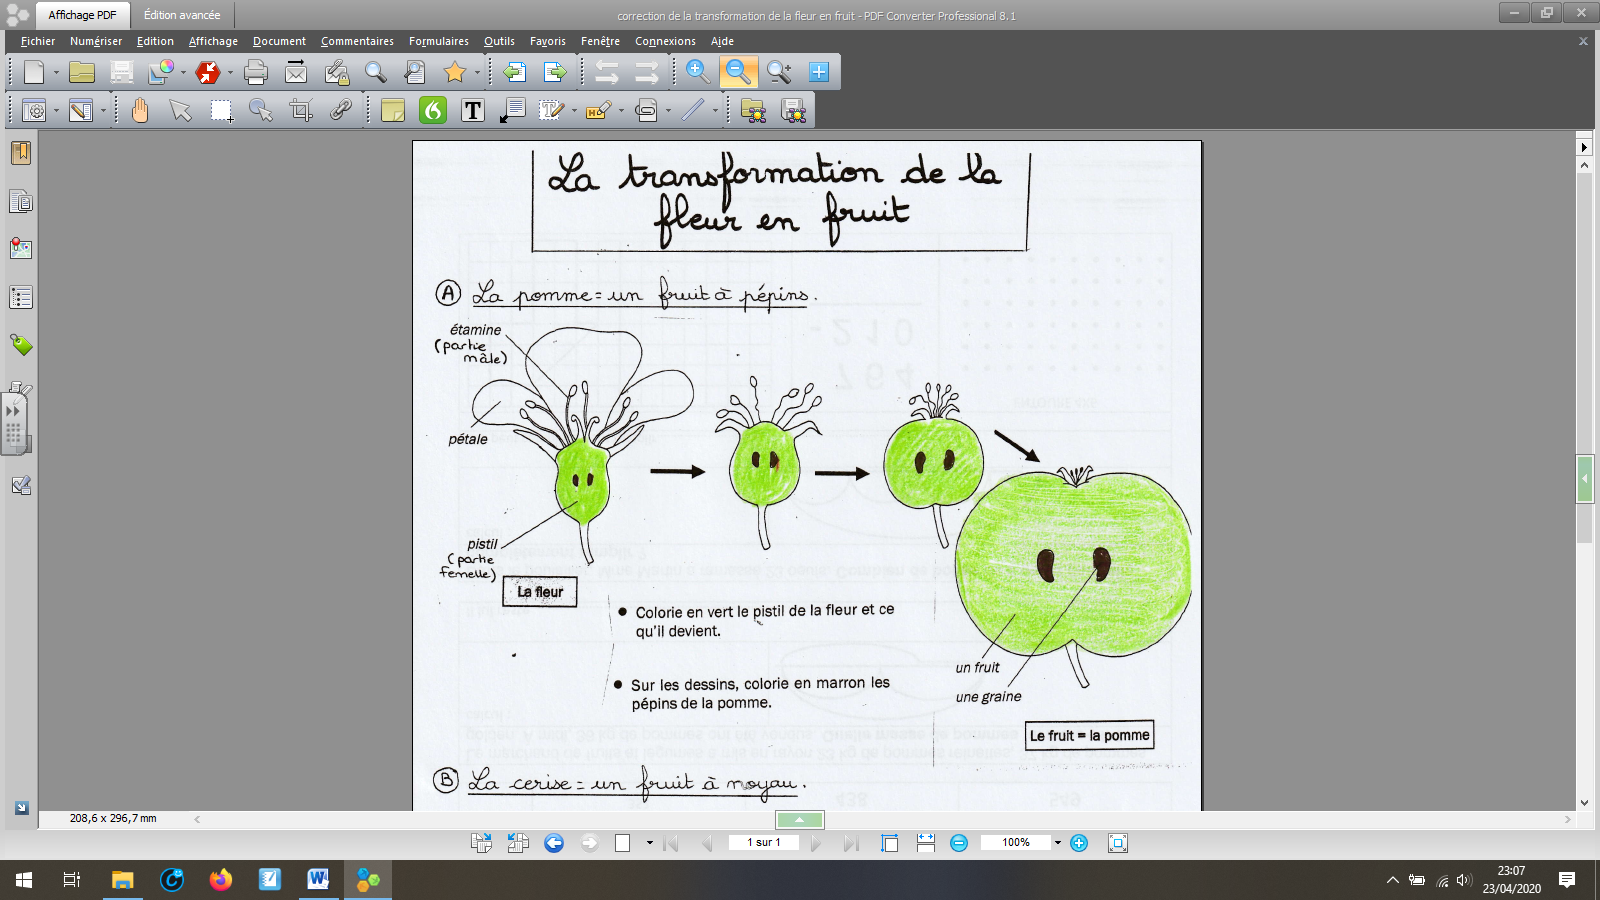 Affichage PDF
Édition avancée
correction de la transformation de la fleur en fruit - PDF Converter Professional 8.1
Fichier Numériser Edition Affichage Document Commentaires Formulaires Outils Favoris Fenêtre Connexions Aide
La transformation de la
fleur en fruit
A La pomme = un fruit à pépins.
étamine
(partie
mâle)
pétale
pistil
(partie
femelle)
La fleur
• Colorie en vert le pistil de la fleur et ce
qu'il devient.
• Sur les dessins, colorie en marron les
pépins de la pomme.
un fruit
une graine
Le fruit = la pomme
B La cerise = un fruit à noyau.
208,6 x 296,7 mm
1 sur 1
100%
23:07
23/04/2020